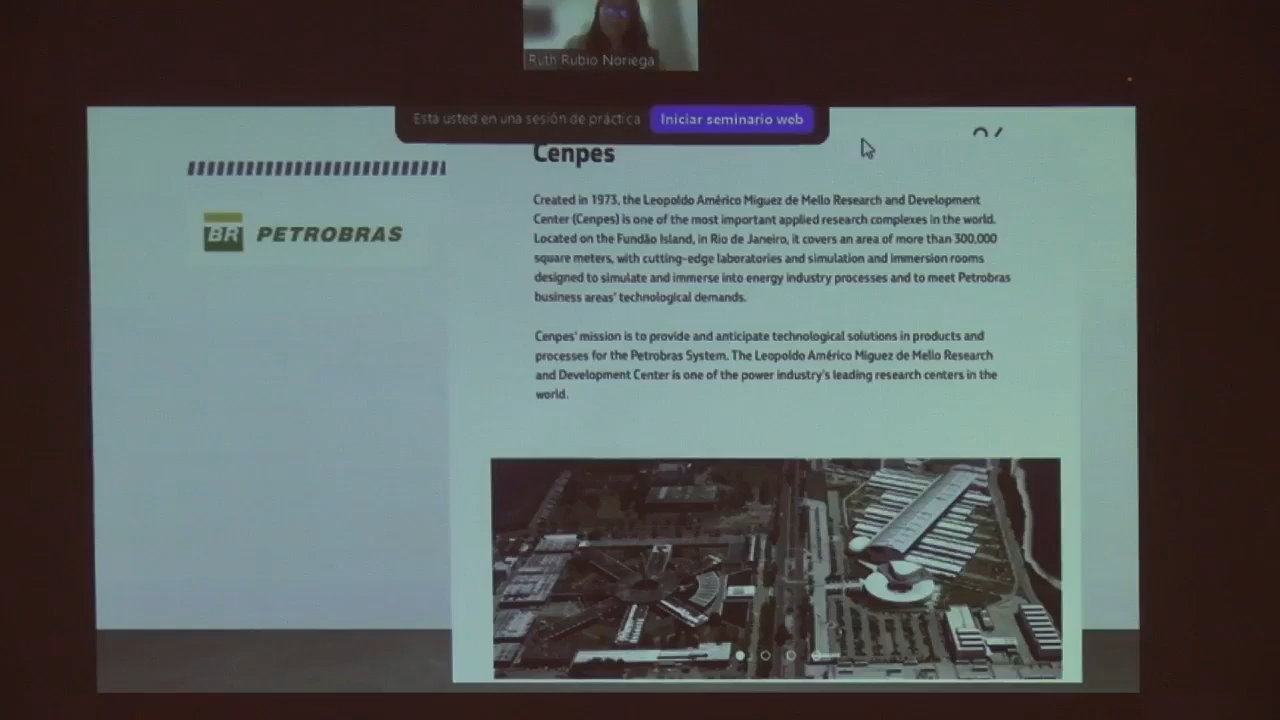 Ruth Rubio Noriega
Está usted en una sesión de práctica
Iniciar seminario web
Cenpes
BR PETROBRAS
Created in 1973, the Leopoldo Américo Miguez de Mello Research and Development
Center (Cenpes) is one of the most important applied research complexes in the world.
Located on the Fundão Island, in Rio de Janeiro, it covers an area of more than 300,000
square meters, with cutting-edge laboratories and simulation and immersion rooms
designed to simulate and immerse into energy industry processes and to meet Petrobras
business areas' technological demands.
Cenpes' mission is to provide and anticipate technological solutions in products and
processes for the Petrobras System. The Leopoldo Américo Miguez de Mello Research
and Development Center is one of the power industry's leading research centers in the
world.